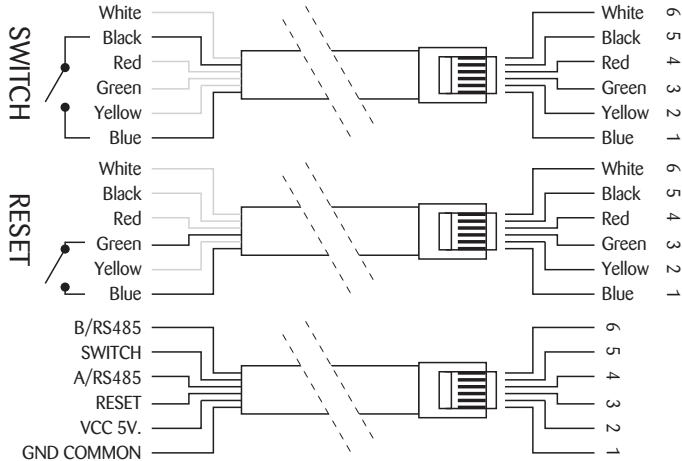 SWITCH
White White 6
Black Black 5
Red Red 4
Green Green 3
Yellow Yellow 2
Blue Blue 1
RESET
White White 6
Black Black 5
Red Red 4
Green Green 3
Yellow Yellow 2
Blue Blue 1
B/RS485 6
SWITCH 5
A/RS485 4
RESET 3
VCC 5V. 2
GND COMMON 1